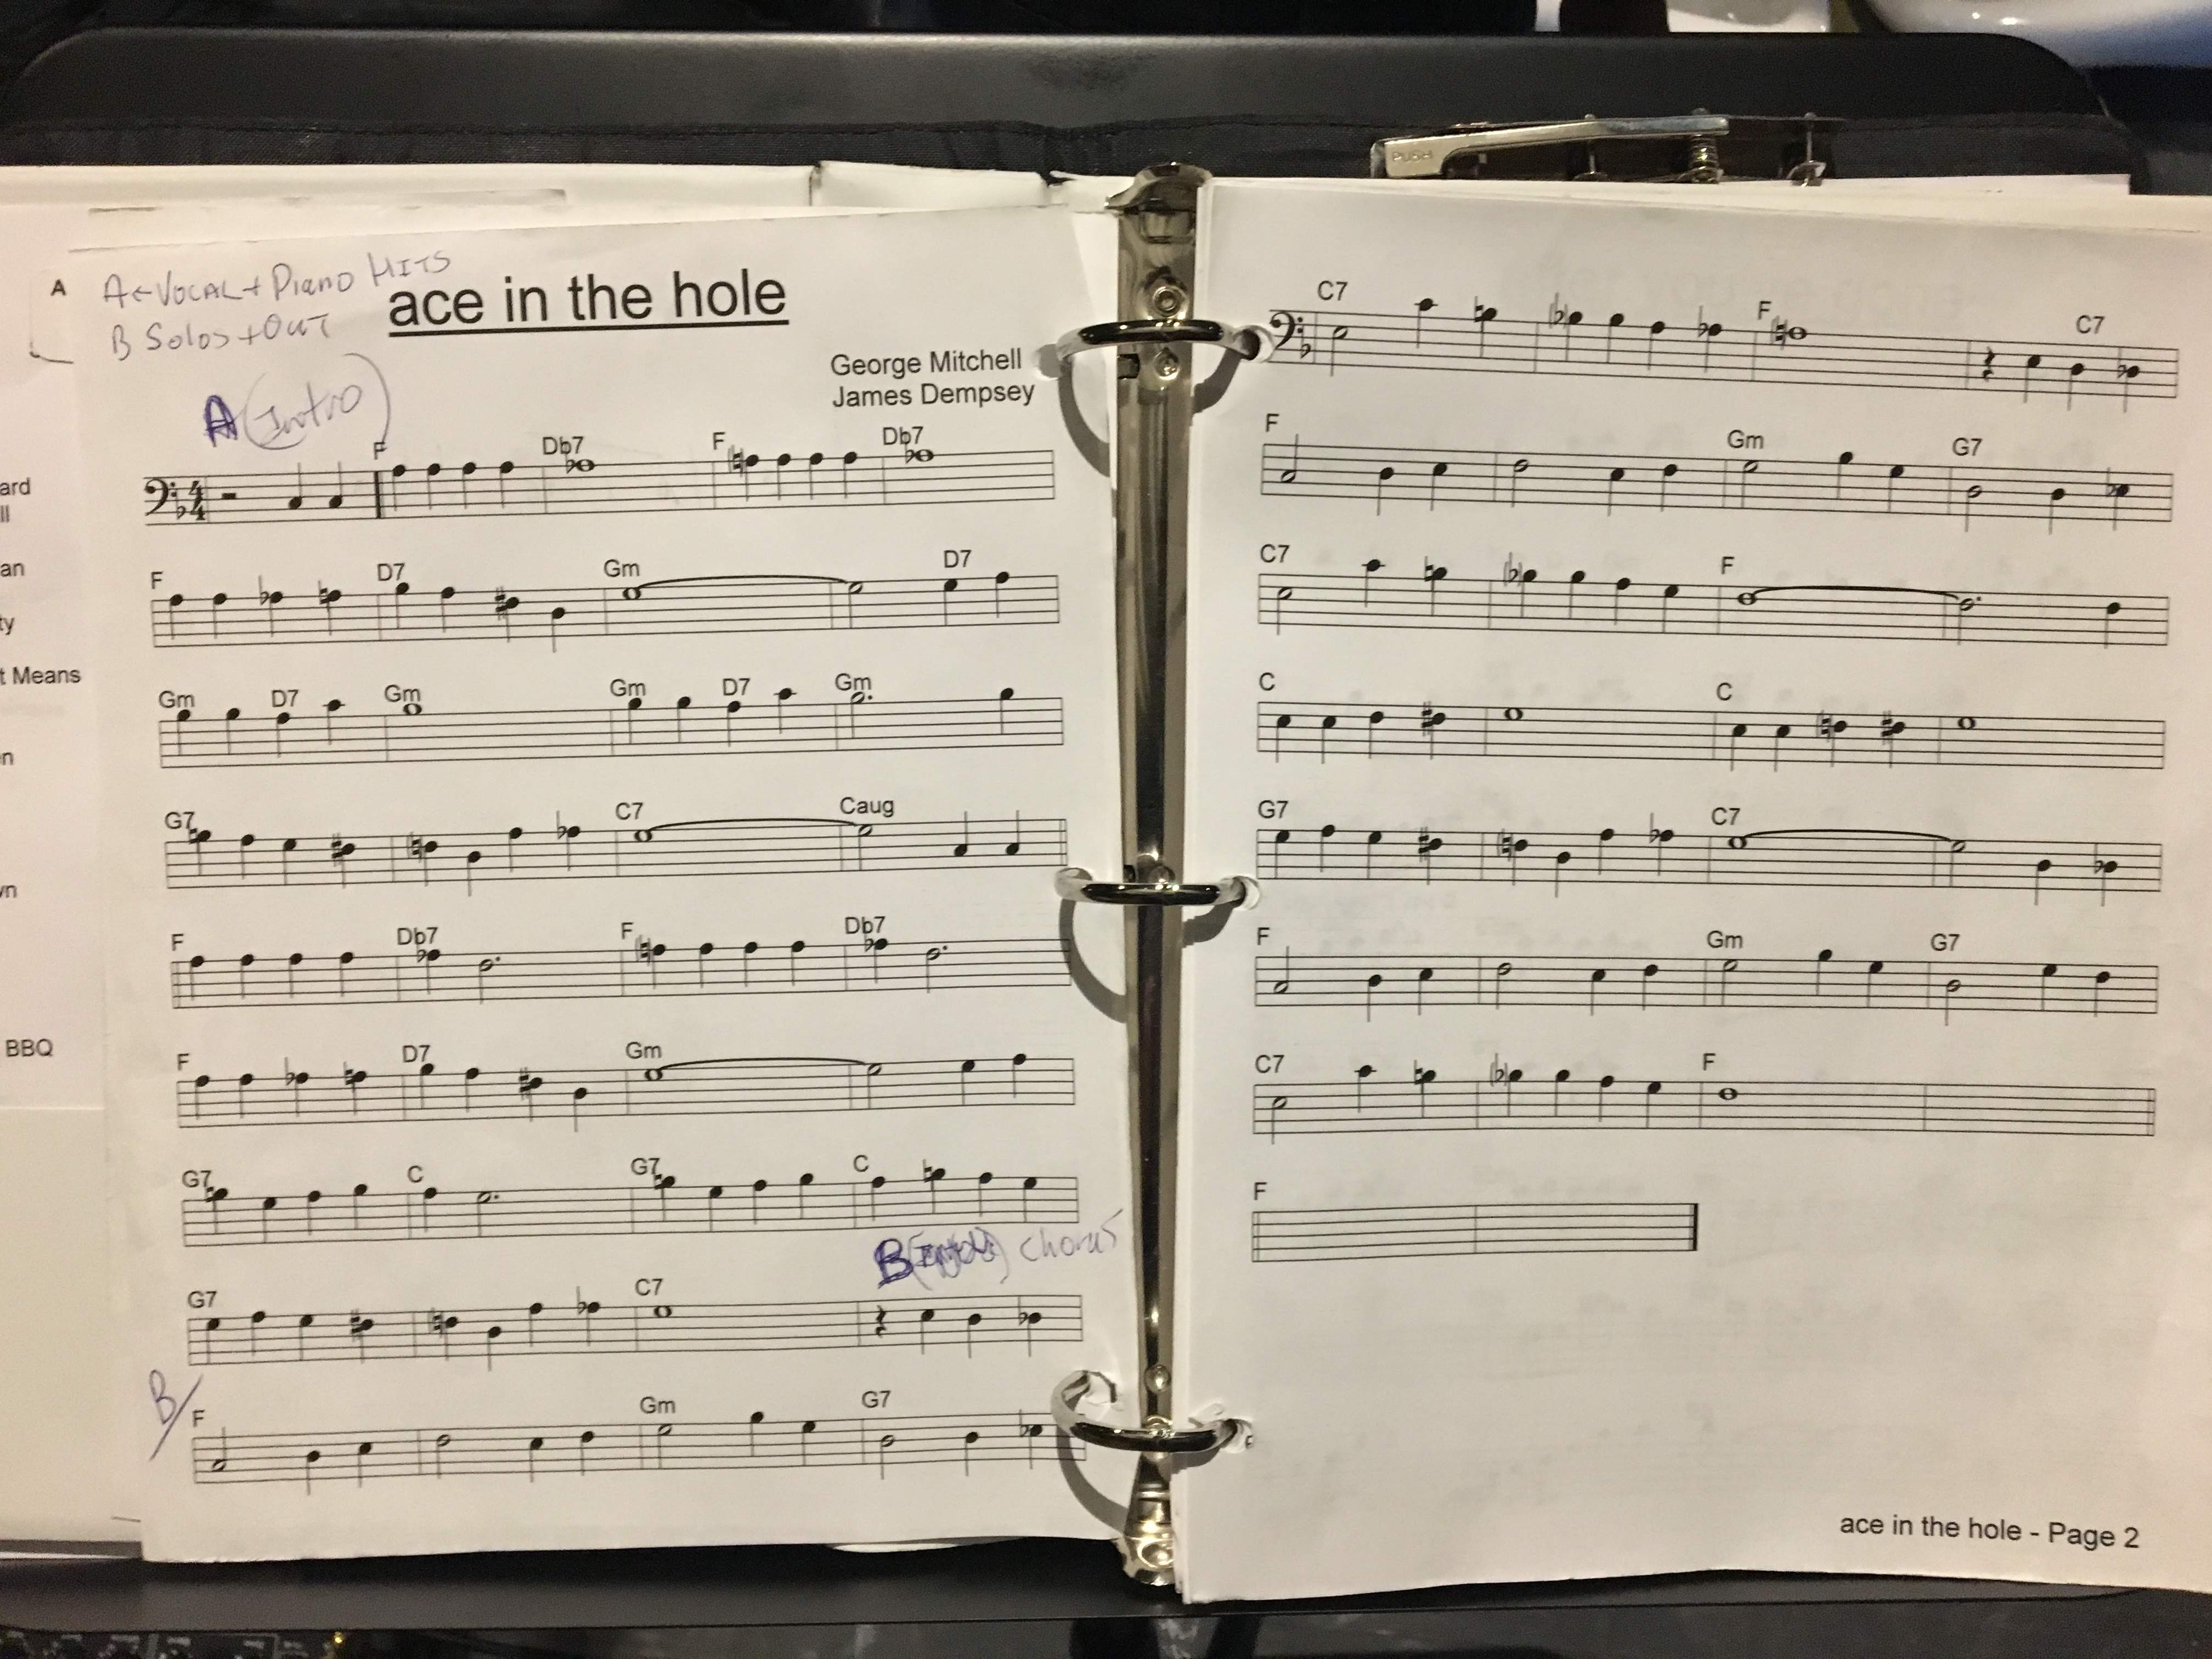 A
A←VOCAL+Piano HITS
B Solos+OUT
ace in the hole
George Mitchell
James Dempsey
A (Intro)
F Db7 F Db7
4
4
F D7 Gm D7
Gm D7 Gm Gm D7 Gm
G7 C7 Caug
F Db7 F Db7
F D7 Gm
G7 C G7 C
B chorus
G7 C7
B/
F Gm G7
ard
ll
an
ty
t Means
n
wn
BBQ
PUSH
C7 F C7
F Gm G7
C7 F
C C
G7 C7
F Gm G7
C7 F
F
ace in the hole - Page 2